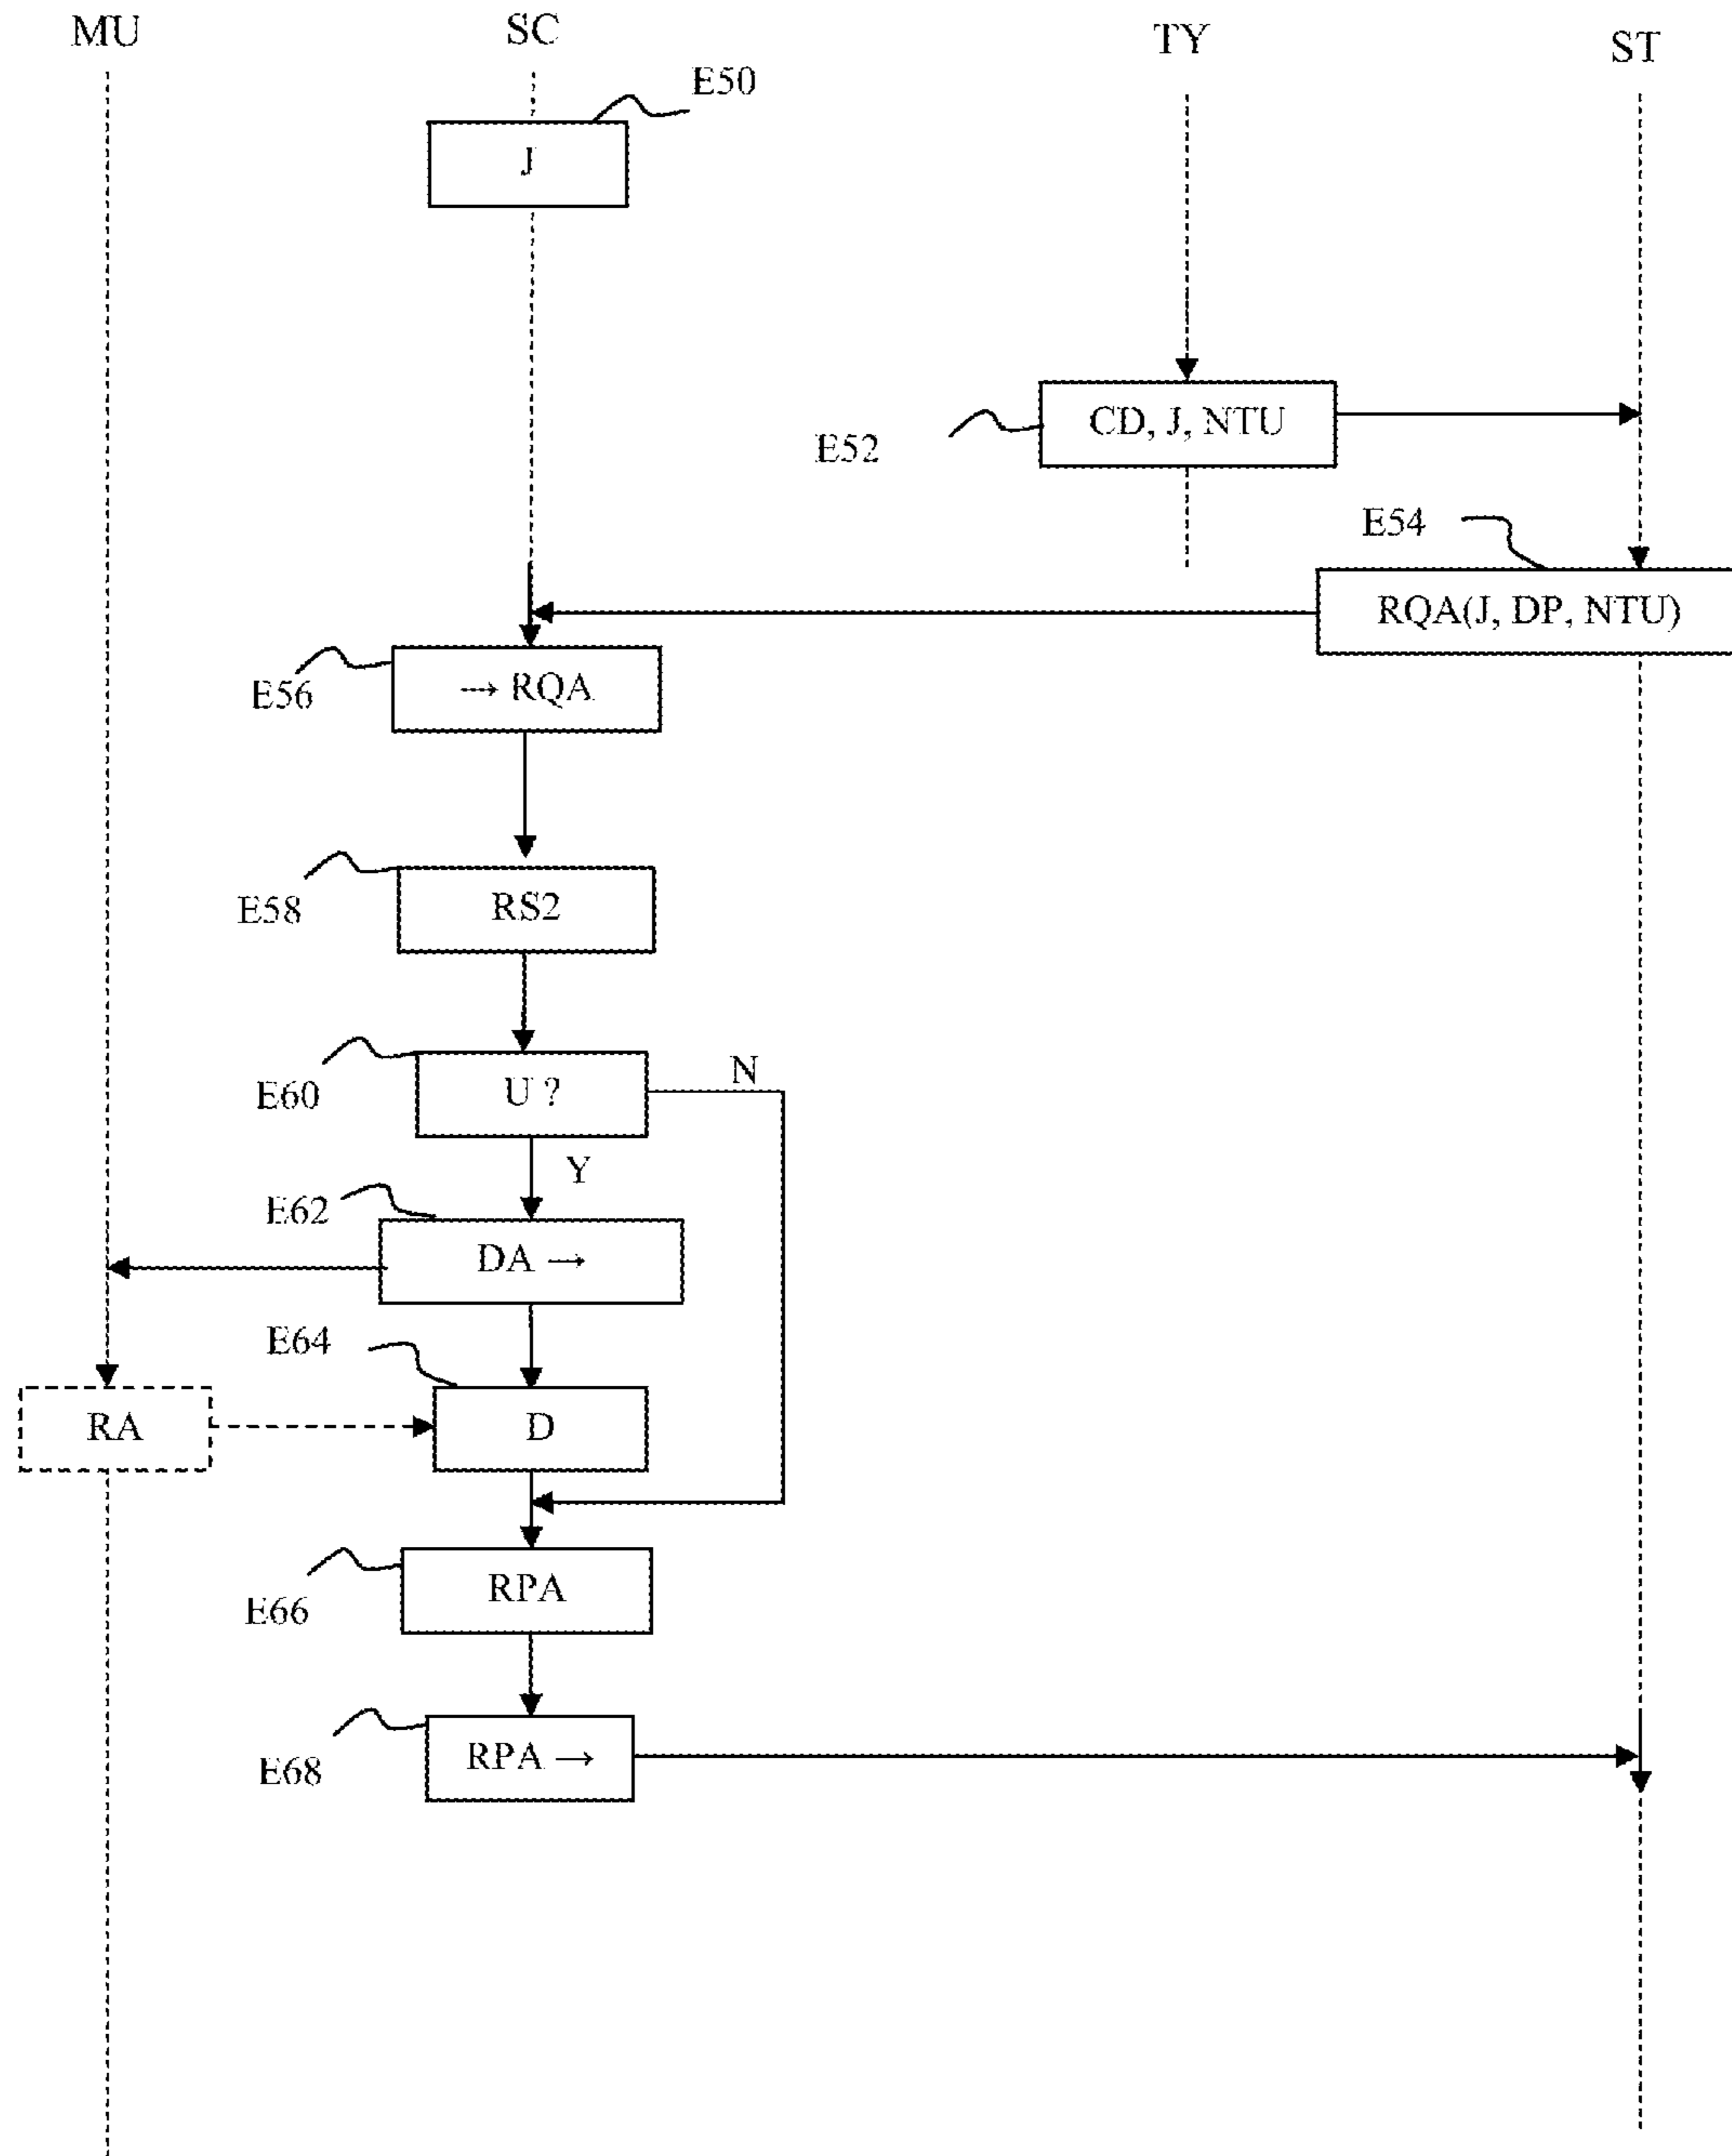 MU
SC
TY
ST
E50
J
CD, J, NTU
E52
E54
RQA(J, DP, NTU)
→ RQA
E56
RS2
E58
U ?
N
E60
Y
E62
DA →
E64
RA
D
RPA
E66
RPA →
E68